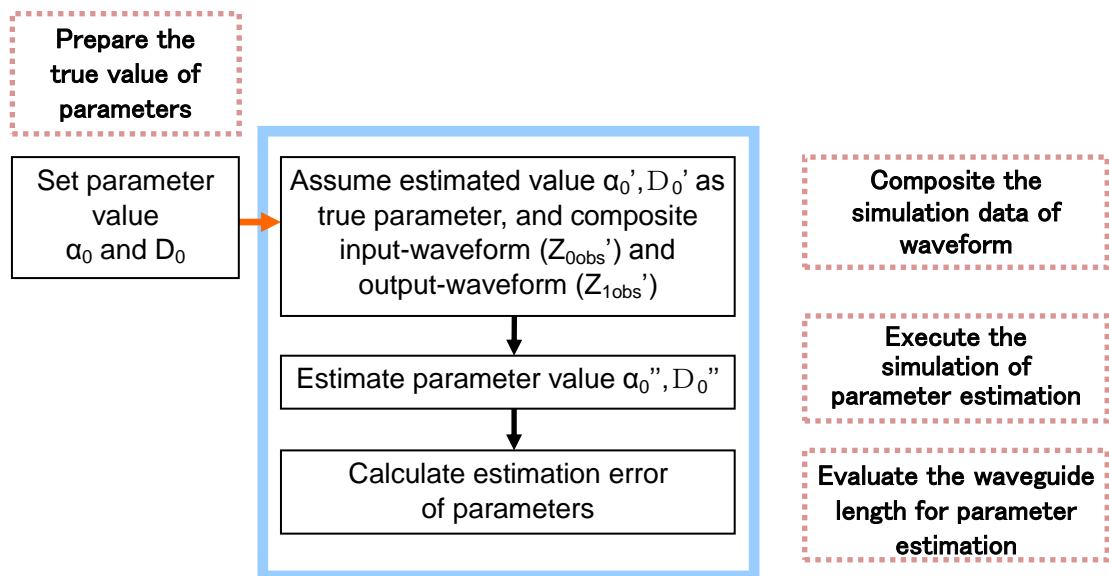 Prepare the
true value of
parameters
Set parameter
value
α₀ and D₀
Assume estimated value α₀’, D₀’ as
true parameter, and composite
input-waveform (Z₀obs’) and
output-waveform (Z₁obs’)
Estimate parameter value α₀”, D₀”
Calculate estimation error
of parameters
Composite the
simulation data of
waveform
Execute the
simulation of
parameter estimation
Evaluate the waveguide
length for parameter
estimation